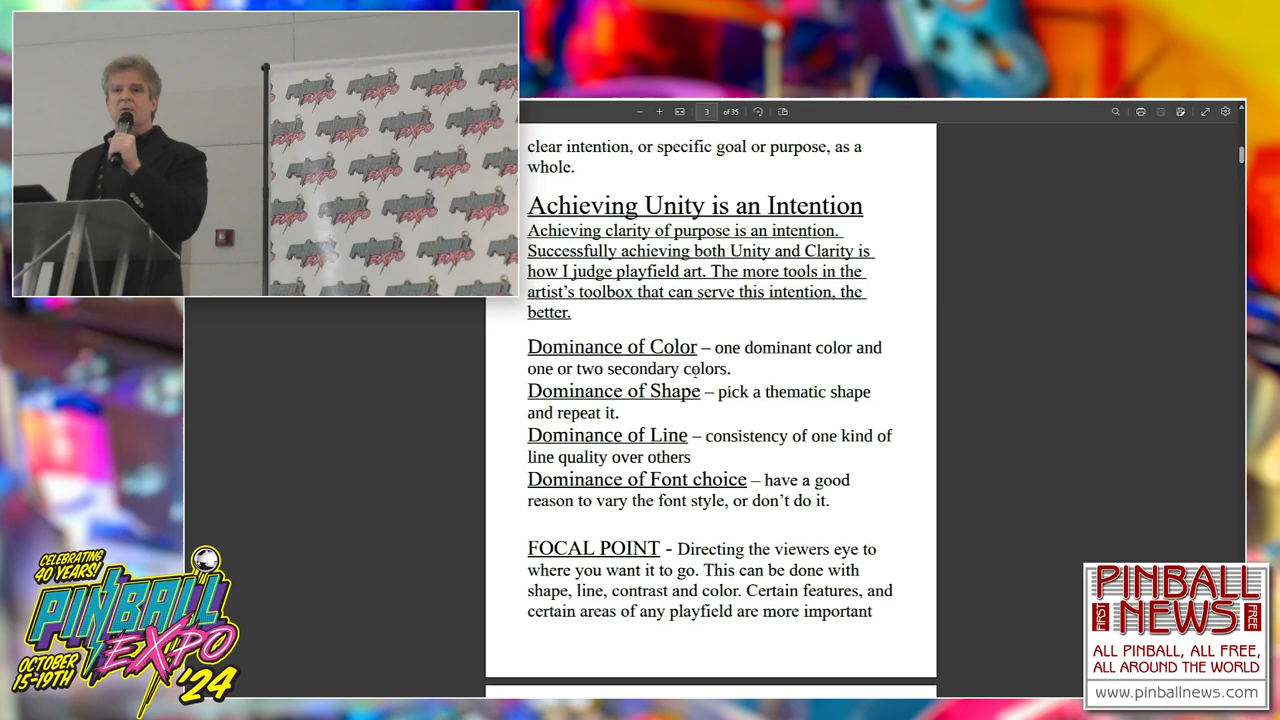 3 of 35
clear intention, or specific goal or purpose, as a
whole.
Achieving Unity is an Intention
Achieving clarity of purpose is an intention.
Successfully achieving both Unity and Clarity is
how I judge playfield art. The more tools in the
artist’s toolbox that can serve this intention, the
better.
Dominance of Color – one dominant color and
one or two secondary colors.
Dominance of Shape – pick a thematic shape
and repeat it.
Dominance of Line – consistency of one kind of
line quality over others
Dominance of Font choice – have a good
reason to vary the font style, or don’t do it.
FOCAL POINT - Directing the viewers eye to
where you want it to go. This can be done with
shape, line, contrast and color. Certain features, and
certain areas of any playfield are more important
CELEBRATING
40 YEARS!
PINBALL
EXPO
OCTOBER
15-19TH
'24
PINBALL
FIRST NEWS FREE
ALL PINBALL, ALL FREE,
ALL AROUND THE WORLD
www.pinballnews.com
PINBALL
EXPO